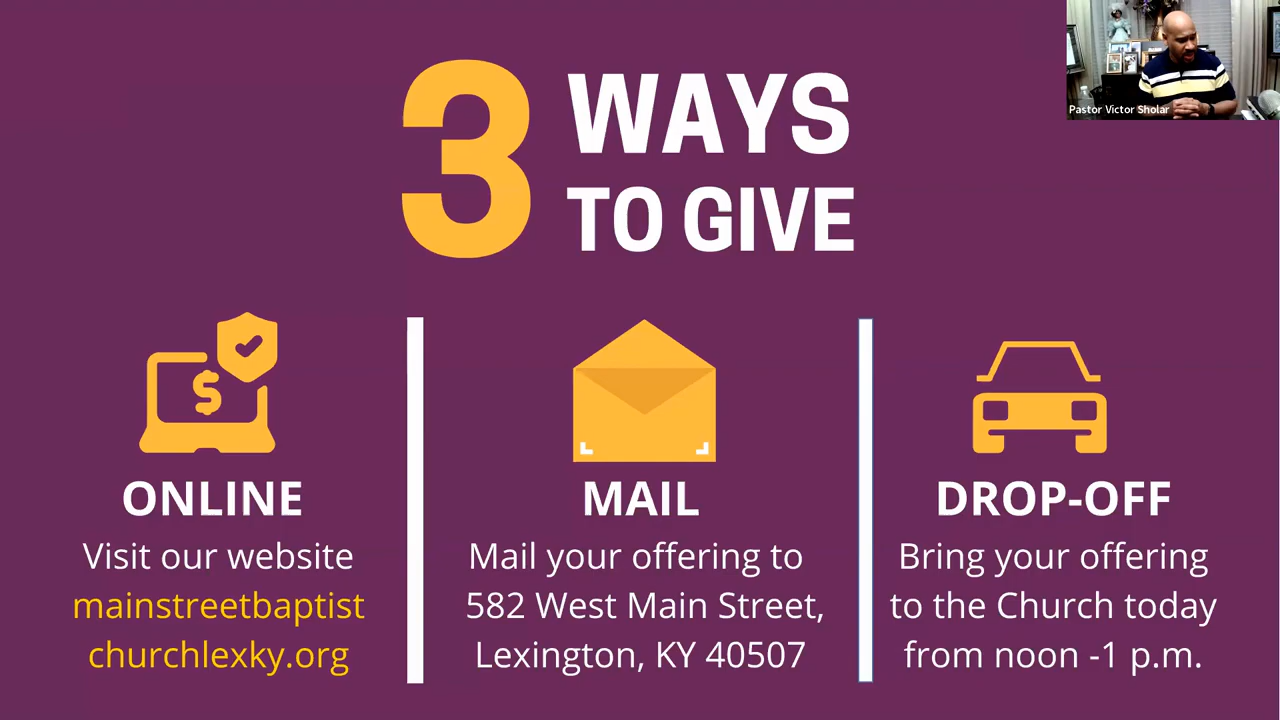 3 WAYS
TO GIVE
Pastor Victor Sholar
$
ONLINE
Visit our website
mainstreetbaptist
churchlexky.org
MAIL
Mail your offering to
582 West Main Street,
Lexington, KY 40507
DROP-OFF
Bring your offering
to the Church today
from noon -1 p.m.